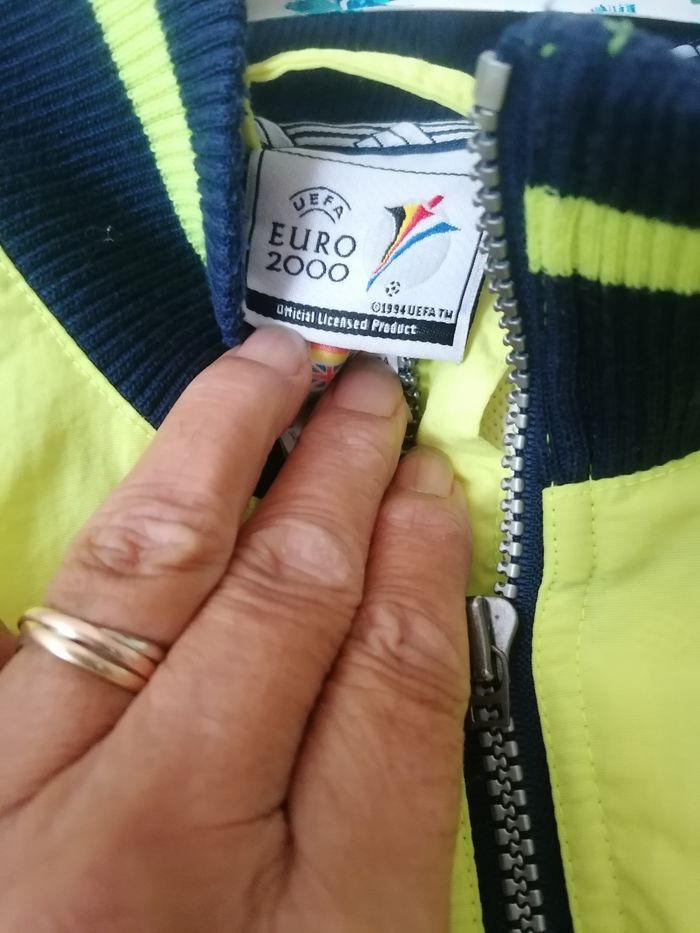 UEFA
EURO
2000
©1994 UEFA TM
Official Licensed Product